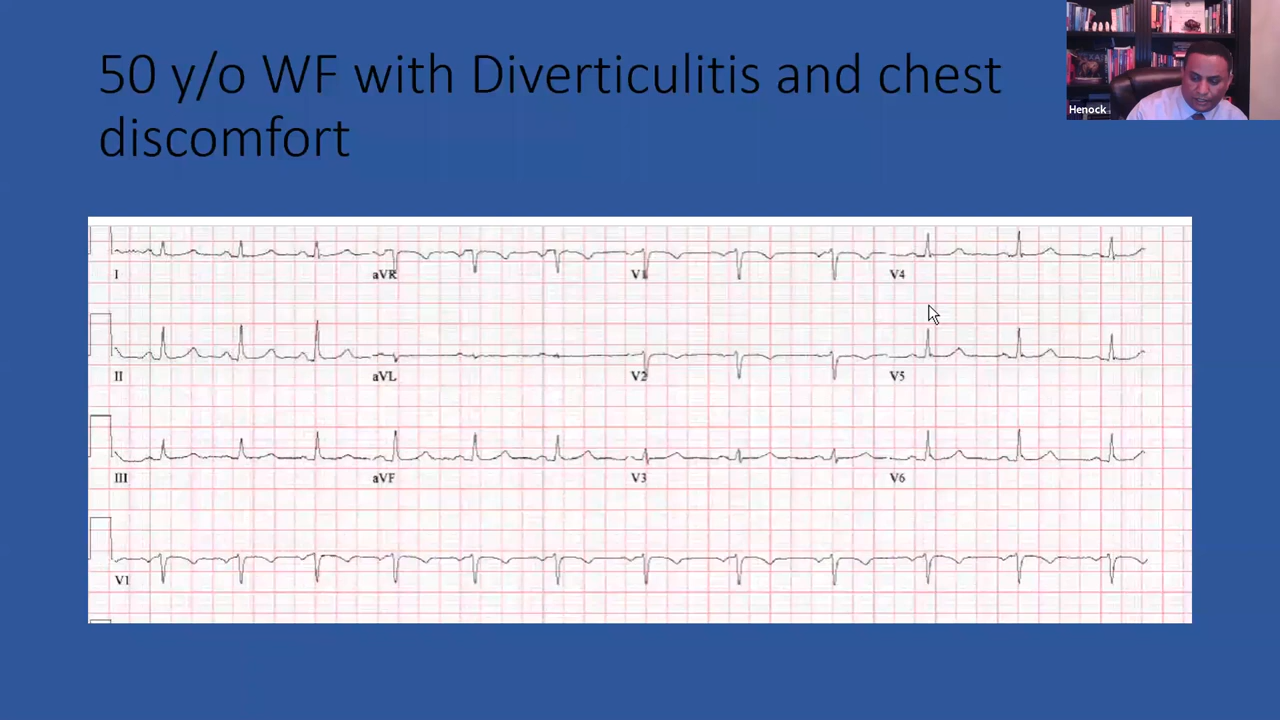 50 y/o WF with Diverticulitis and chest
discomfort
Henock
I aVR V1 V4
II aVL V2 V5
III aVF V3 V6
V1